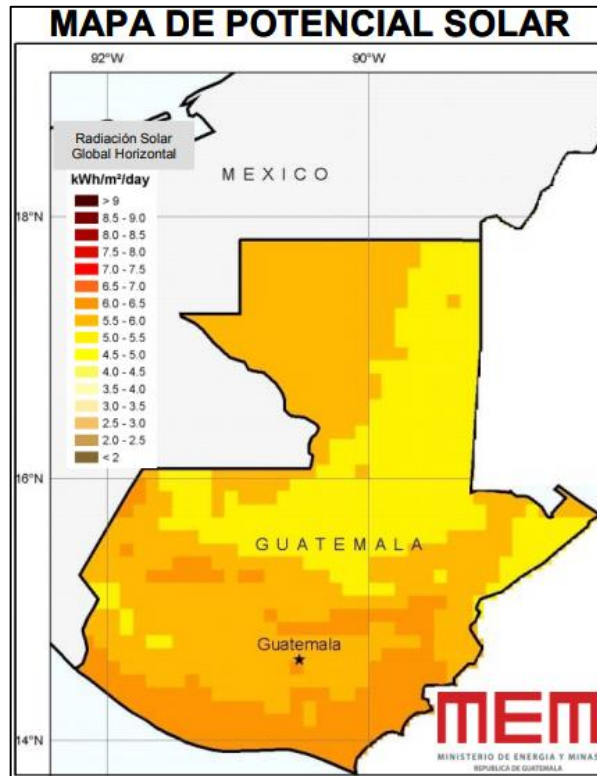 MAPA DE POTENCIAL SOLAR
92°W
90°W
Radiación Solar
Global Horizontal
kWh/m²/day
> 9
8.5 - 9.0
8.0 - 8.5
7.5 - 8.0
7.0 - 7.5
6.5 - 7.0
6.0 - 6.5
5.5 - 6.0
5.0 - 5.5
4.5 - 5.0
4.0 - 4.5
3.5 - 4.0
3.0 - 3.5
2.5 - 3.0
2.0 - 2.5
< 2
MEXICO
18°N
16°N
GUATEMALA
Guatemala
14°N
MEM
MINISTERIO DE ENERGIA Y MINAS
REPUBLICA DE GUATEMALA